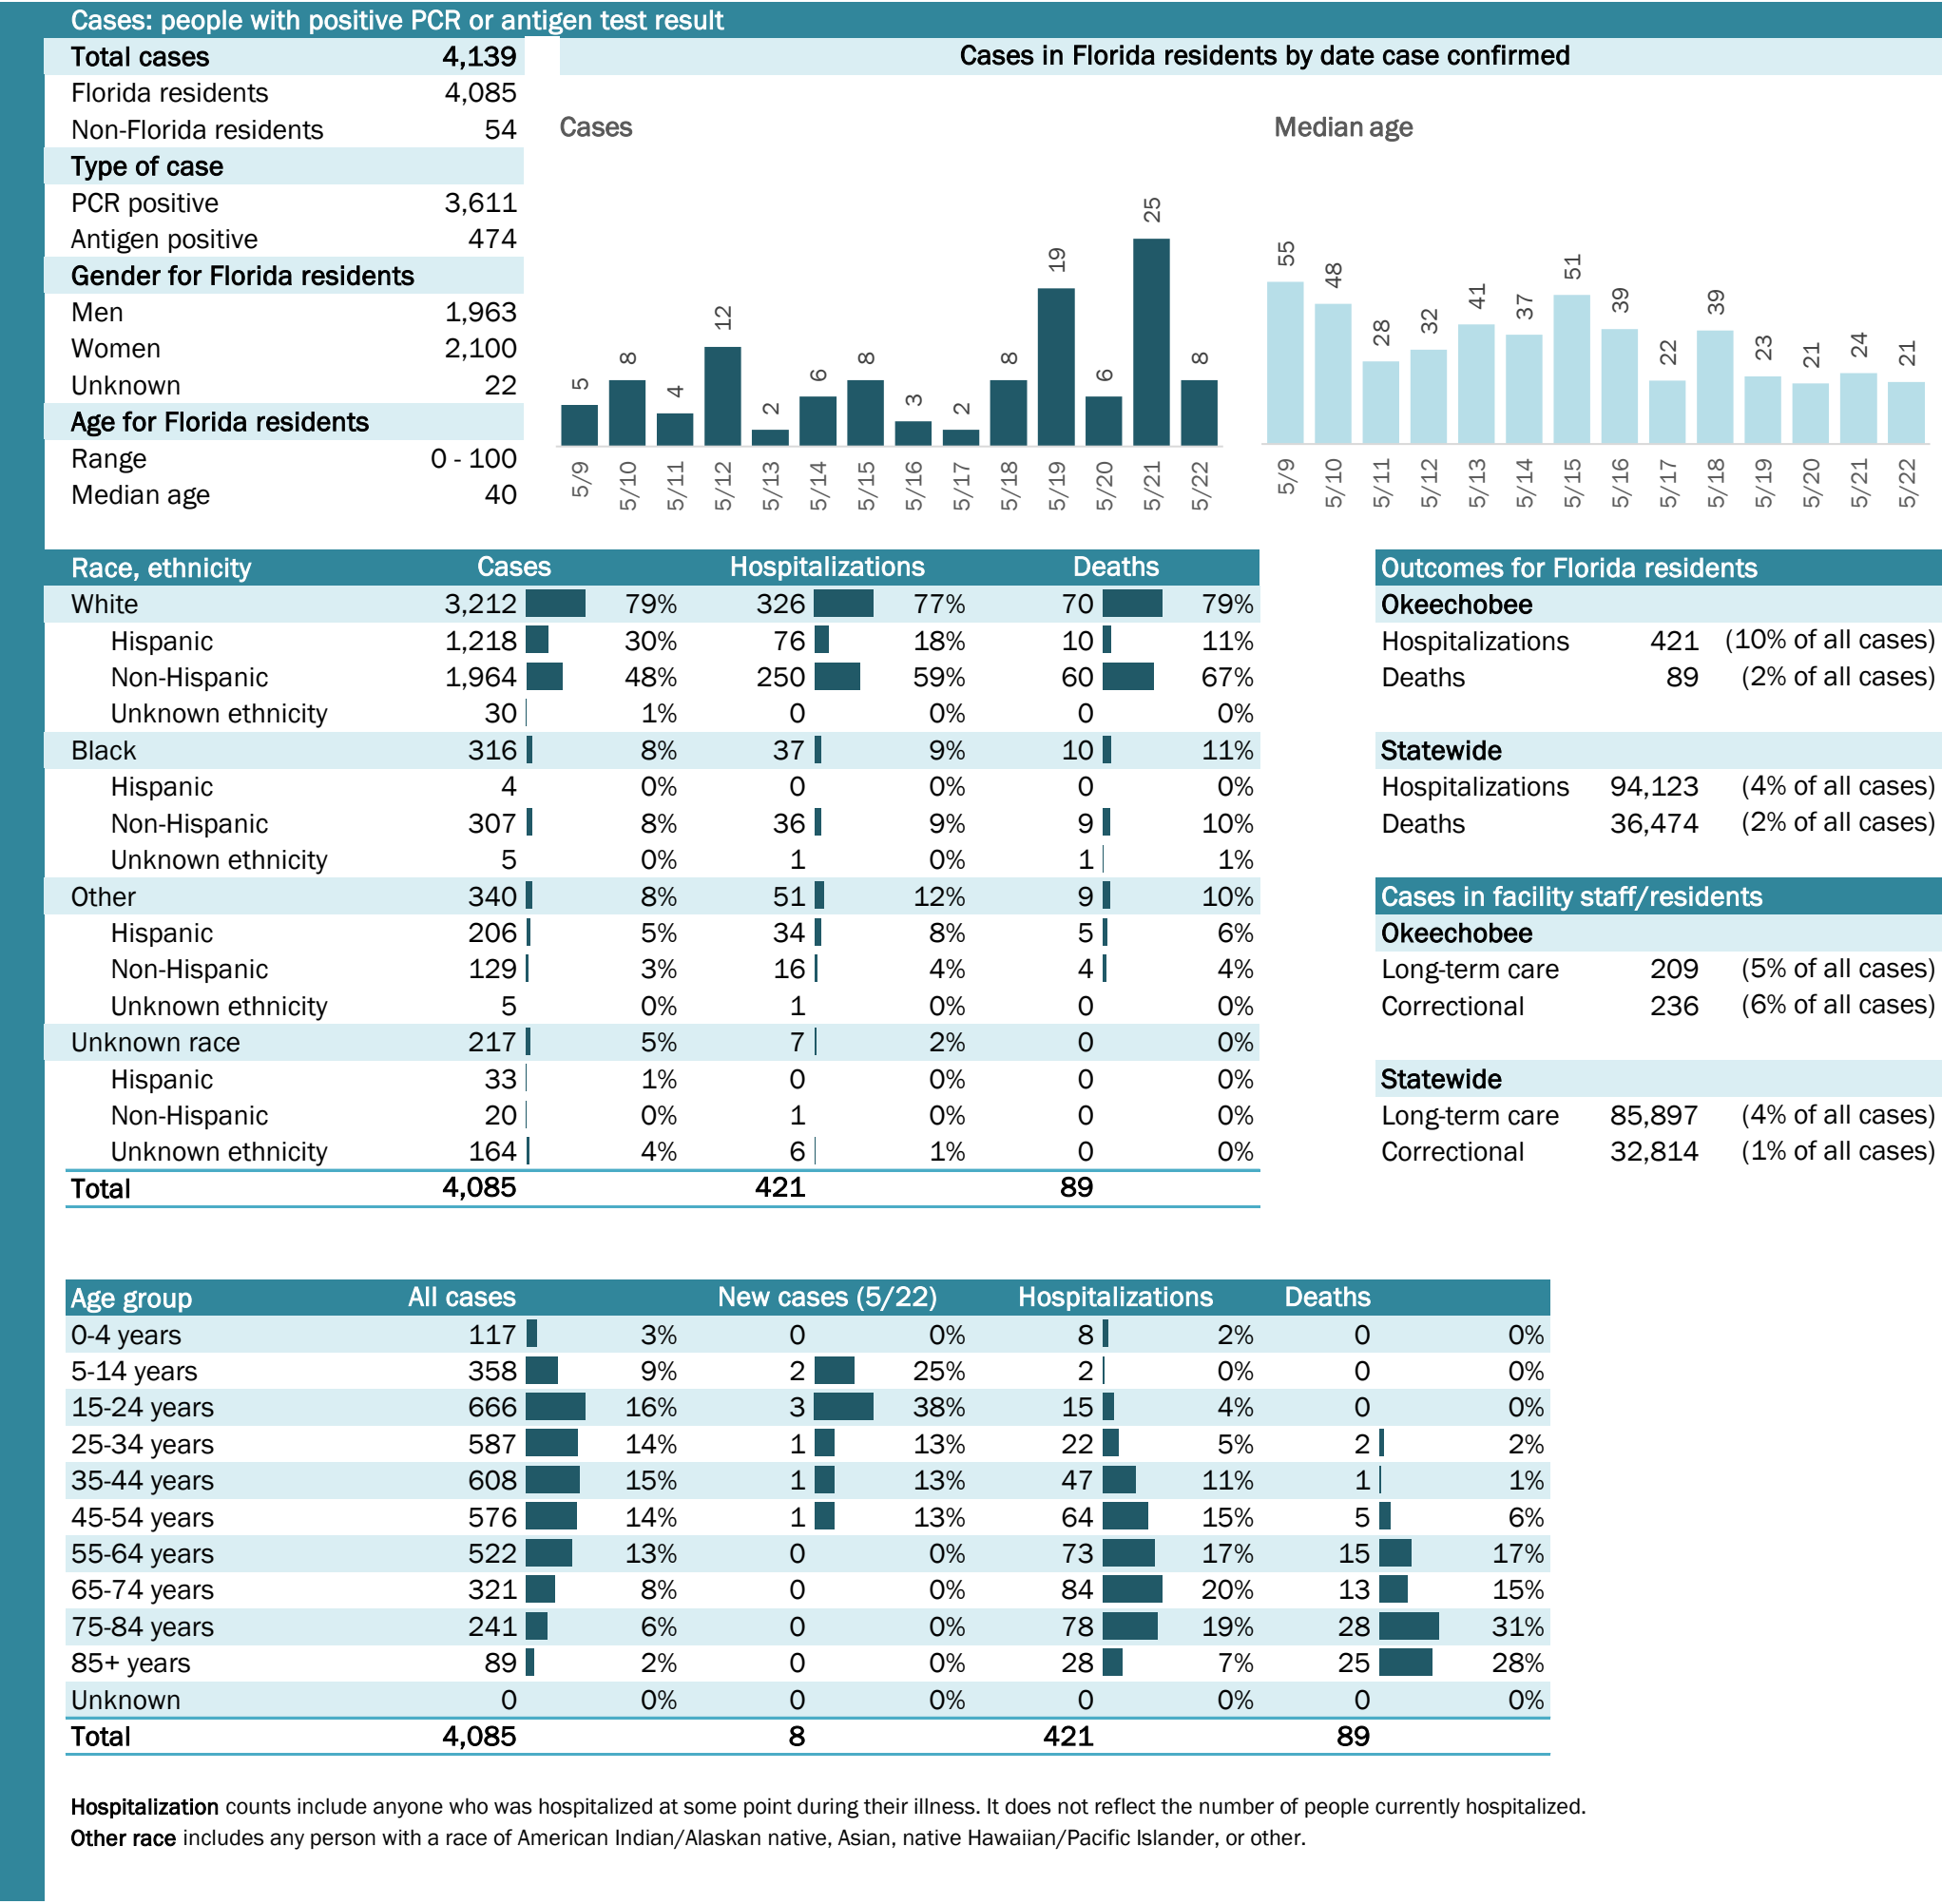 Cases: people with positive PCR or antigen test result
Total cases 4,139
Florida residents 4,085
Non-Florida residents 54
Type of case
PCR positive 3,611
Antigen positive 474
Gender for Florida residents
Men 1,963
Women 2,100
Unknown 22
Age for Florida residents
Range 0 - 100
Median age 40
Cases in Florida residents by date case confirmed
Cases
5 8 4 12 2 6 8 3 2 8 19 6 25 8
5/9 5/10 5/11 5/12 5/13 5/14 5/15 5/16 5/17 5/18 5/19 5/20 5/21 5/22
Median age
55 48 28 32 41 37 51 39 22 39 23 21 24 21
5/9 5/10 5/11 5/12 5/13 5/14 5/15 5/16 5/17 5/18 5/19 5/20 5/21 5/22
Race, ethnicity Cases Hospitalizations Deaths
White 3,212 79% 326 77% 70 79%
Hispanic 1,218 30% 76 18% 10 11%
Non-Hispanic 1,964 48% 250 59% 60 67%
Unknown ethnicity 30 1% 0 0% 0 0%
Black 316 8% 37 9% 10 11%
Hispanic 4 0% 0 0% 0 0%
Non-Hispanic 307 8% 36 9% 9 10%
Unknown ethnicity 5 0% 1 0% 1 1%
Other 340 8% 51 12% 9 10%
Hispanic 206 5% 34 8% 5 6%
Non-Hispanic 129 3% 16 4% 4 4%
Unknown ethnicity 5 0% 1 0% 0 0%
Unknown race 217 5% 7 2% 0 0%
Hispanic 33 1% 0 0% 0 0%
Non-Hispanic 20 0% 1 0% 0 0%
Unknown ethnicity 164 4% 6 1% 0 0%
Total 4,085 421 89
Outcomes for Florida residents
Okeechobee
Hospitalizations 421 (10% of all cases)
Deaths 89 (2% of all cases)
Statewide
Hospitalizations 94,123 (4% of all cases)
Deaths 36,474 (2% of all cases)
Cases in facility staff/residents
Okeechobee
Long-term care 209 (5% of all cases)
Correctional 236 (6% of all cases)
Statewide
Long-term care 85,897 (4% of all cases)
Correctional 32,814 (1% of all cases)
Age group All cases New cases (5/22) Hospitalizations Deaths
0-4 years 117 3% 0 0% 8 2% 0 0%
5-14 years 358 9% 2 25% 2 0% 0 0%
15-24 years 666 16% 3 38% 15 4% 0 0%
25-34 years 587 14% 1 13% 22 5% 2 2%
35-44 years 608 15% 1 13% 47 11% 1 1%
45-54 years 576 14% 1 13% 64 15% 5 6%
55-64 years 522 13% 0 0% 73 17% 15 17%
65-74 years 321 8% 0 0% 84 20% 13 15%
75-84 years 241 6% 0 0% 78 19% 28 31%
85+ years 89 2% 0 0% 28 7% 25 28%
Unknown 0 0% 0 0% 0 0% 0 0%
Total 4,085 8 421 89
Hospitalization counts include anyone who was hospitalized at some point during their illness. It does not reflect the number of people currently hospitalized.
Other race includes any person with a race of American Indian/Alaskan native, Asian, native Hawaiian/Pacific Islander, or other.